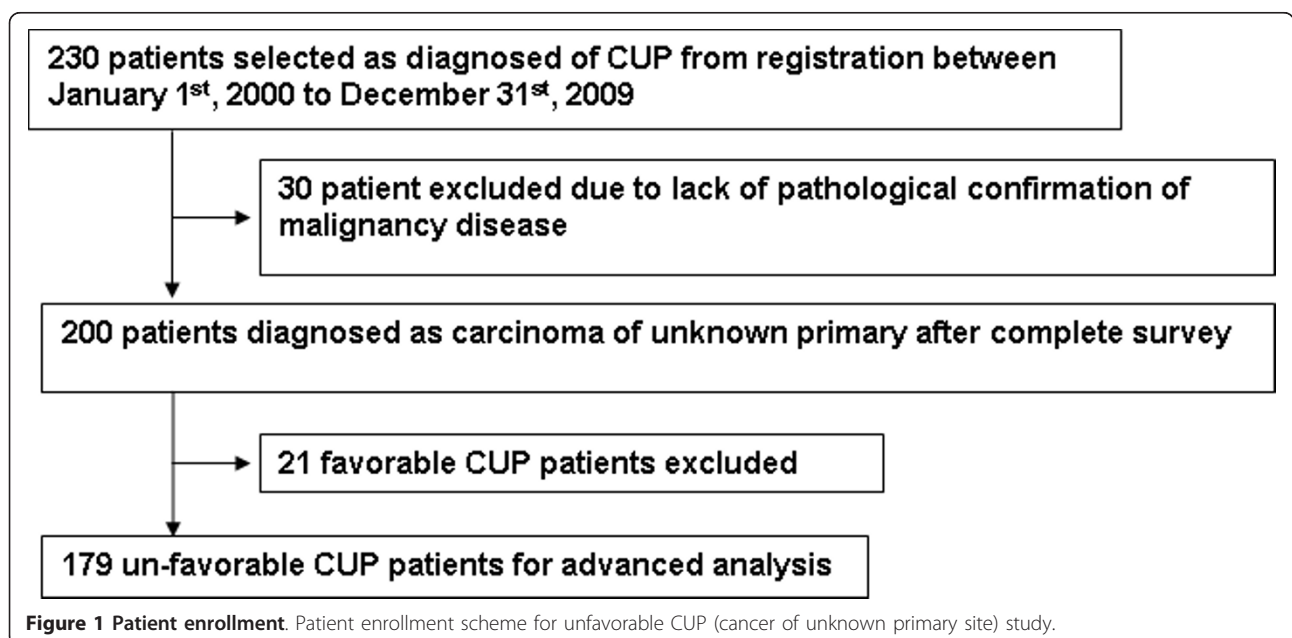 230 patients selected as diagnosed of CUP from registration between
January 1st, 2000 to December 31st, 2009
30 patient excluded due to lack of pathological confirmation of
malignancy disease
200 patients diagnosed as carcinoma of unknown primary after complete survey
21 favorable CUP patients excluded
179 un-favorable CUP patients for advanced analysis
Figure 1 Patient enrollment. Patient enrollment scheme for unfavorable CUP (cancer of unknown primary site) study.